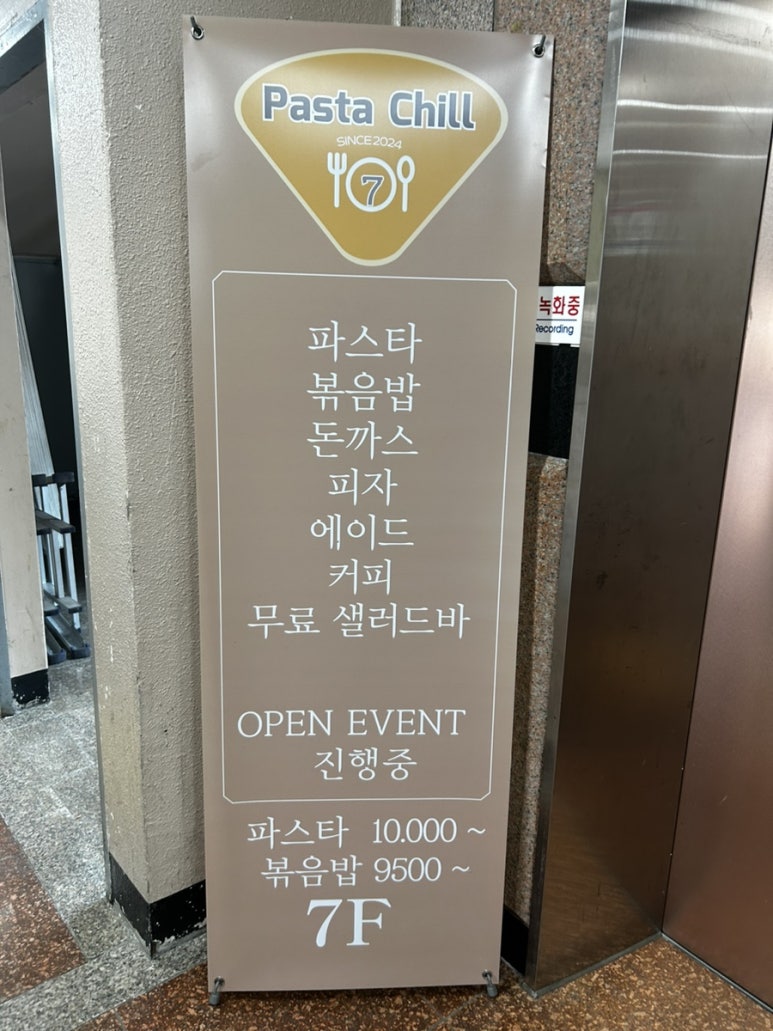 Pasta Chill
SINCE 2024
7
파스타
볶음밥
돈까스
피자
에이드
커피
무료 샐러드바
OPEN EVENT
진행중
파스타 10.000 ~
볶음밥 9500 ~
7F
녹화중
Recording